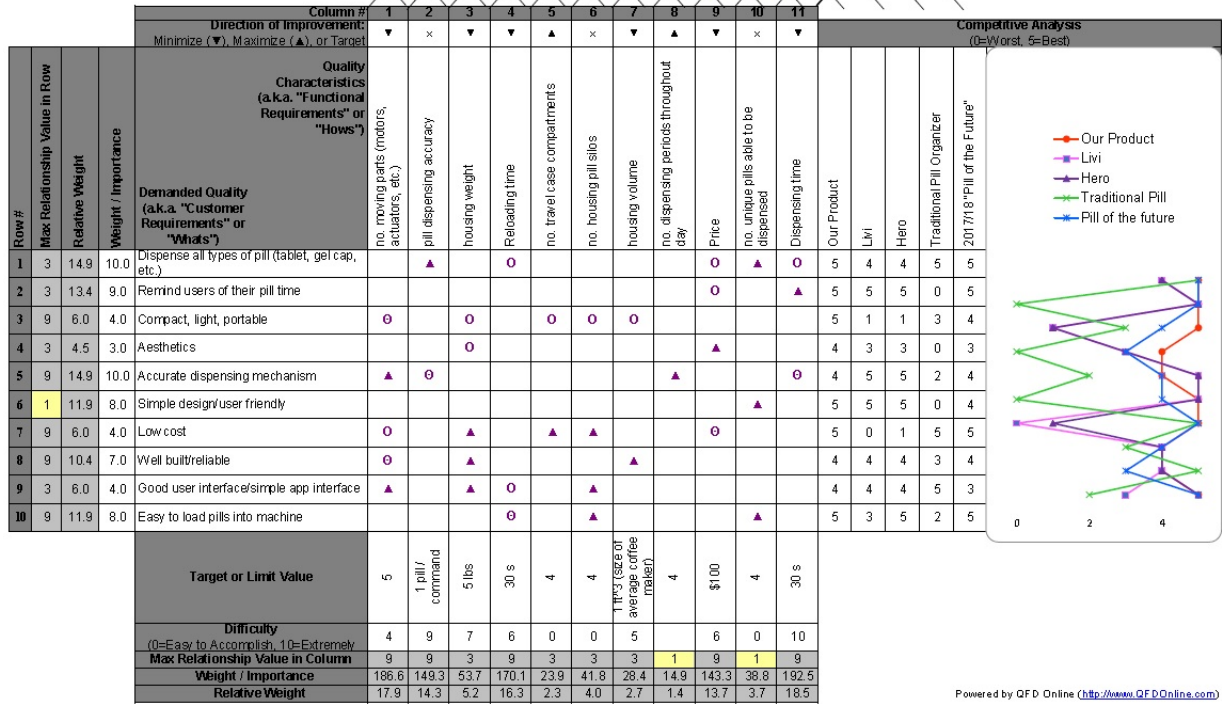 Column # 1 2 3 4 5 6 7 8 9 10 11
Direction of Improvement:
Minimize (▼), Maximize (▲), or Target
▼ × ▼ ▼ ▲ × ▼ ▲ ▼ × ▼
Competitive Analysis
(0=Worst, 5=Best)
Row #
Max Relationship Value in Row
Relative Weight
Weight / Importance
Quality
Characteristics
(a.k.a. "Functional
Requirements" or
"Hows")
Demanded Quality
(a.k.a. "Customer
Requirements" or
"Whats")
no. moving parts (motors,
actuators, etc.)
pill dispensing accuracy
housing weight
Reloading time
no. travel case compartments
no. housing pill silos
housing volume
no. dispensing periods throughout
day
Price
no. unique pills able to be
dispensed
Dispensing time
Our Product
Livi
Hero
Traditional Pill Organizer
2017/18 "Pill of the Future"
Our Product
Livi
Hero
Traditional Pill
Pill of the future
1 3 14.9 10.0 Dispense all types of pill (tablet, gel cap,
etc.) ▲ Ο Ο ▲ Ο 5 4 4 5 5
2 3 13.4 9.0 Remind users of their pill time Ο ▲ 5 5 5 0 5
3 9 6.0 4.0 Compact, light, portable Θ Ο Ο Ο Ο 5 1 1 3 4
4 3 4.5 3.0 Aesthetics Ο ▲ 4 3 3 0 3
5 9 14.9 10.0 Accurate dispensing mechanism ▲ Θ ▲ Θ 4 5 5 2 4
6 1 11.9 8.0 Simple design/user friendly ▲ 5 5 5 0 4
7 9 6.0 4.0 Low cost Ο ▲ ▲ ▲ Θ 5 0 1 5 5
8 9 10.4 7.0 Well built/reliable Θ ▲ ▲ 4 4 4 3 4
9 3 6.0 4.0 Good user interface/simple app interface ▲ ▲ Ο ▲ 4 4 4 5 3
10 9 11.9 8.0 Easy to load pills into machine Θ ▲ ▲ 5 3 5 2 5
0 2 4
Target or Limit Value
5
1 pill /
command
5 lbs
30 s
4
4
1 ft^3 (size of
average coffee
maker)
4
$100
4
30 s
Difficulty
(0=Easy to Accomplish, 10=Extremely
4 9 7 6 0 0 5 6 0 10
Max Relationship Value in Column 9 9 3 9 3 3 3 1 9 1 9
Weight / Importance 186.6 149.3 53.7 170.1 23.9 41.8 28.4 14.9 143.3 38.8 192.5
Relative Weight 17.9 14.3 5.2 16.3 2.3 4.0 2.7 1.4 13.7 3.7 18.5
Powered by QFD Online (http://www.QFDOnline.com)